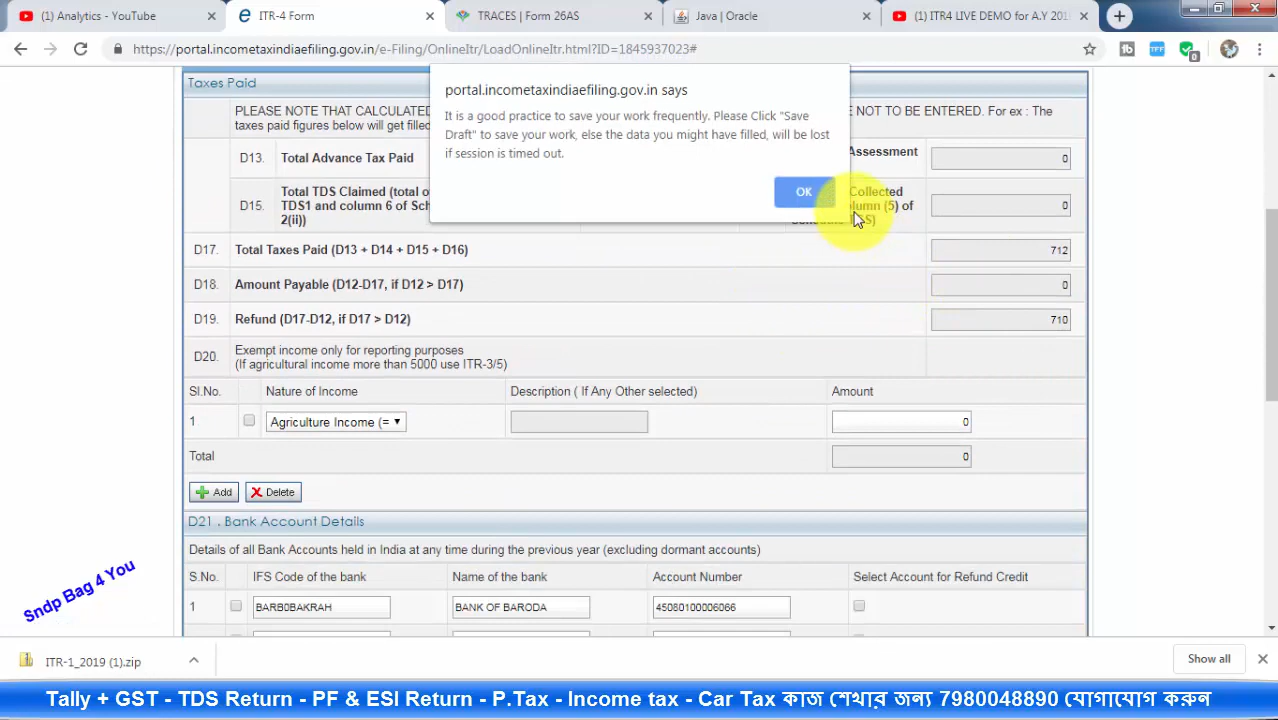 (1) Analytics - YouTube
ITR-4 Form
TRACES | Form 26AS
Java | Oracle
(1) ITR4 LIVE DEMO for A.Y 2019
https://portal.incometaxindiaefiling.gov.in/e-Filing/OnlineItr/LoadOnlineItr.html?ID=1845937023#
tb
TFF
0
Taxes Paid
portal.incometaxindiaefiling.gov.in says
It is a good practice to save your work frequently. Please Click "Save
Draft" to save your work, else the data you might have filled, will be lost
if session is timed out.
OK
PLEASE NOTE THAT CALCULATED
E NOT TO BE ENTERED. For ex : The
taxes paid figures below will get filled
D13. Total Advance Tax Paid
Assessment
0
D15.
Total TDS Claimed (total o
TDS1 and column 6 of Sch
2(ii))
Collected
olumn (5) of
0
D17. Total Taxes Paid (D13 + D14 + D15 + D16) 712
D18. Amount Payable (D12-D17, if D12 > D17) 0
D19. Refund (D17-D12, if D17 > D12) 710
D20.
Exempt income only for reporting purposes
(If agricultural income more than 5000 use ITR-3/5)
Sl.No. Nature of Income Description ( If Any Other selected) Amount
1 Agriculture Income (= 0
Total 0
Add Delete
D21 . Bank Account Details
Details of all Bank Accounts held in India at any time during the previous year (excluding dormant accounts)
S.No. IFS Code of the bank Name of the bank Account Number Select Account for Refund Credit
1 BARB0BAKRAH BANK OF BARODA 45080100006066
Sndp Bag 4 You
ITR-1_2019 (1).zip
Show all
Tally + GST - TDS Return - PF & ESI Return - P.Tax - Income tax - Car Tax কাজ শেখার জন্য 7980048890 যোগাযোগ করুন